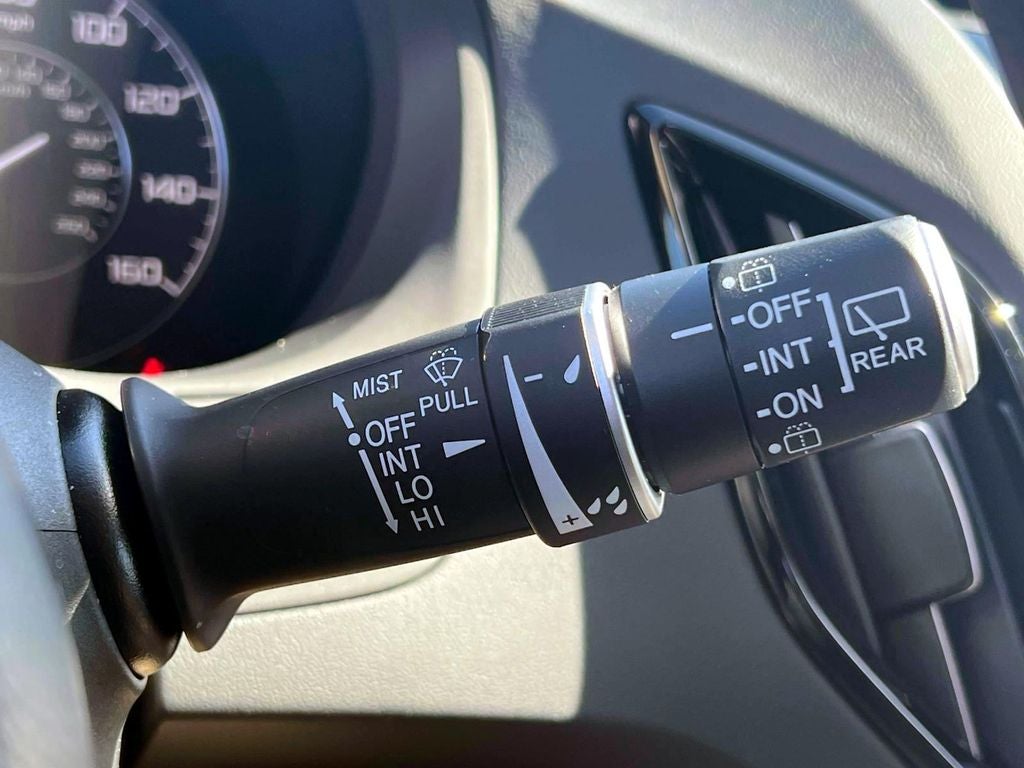 100
120
140
160
MIST
PULL
OFF
INT
LO
HI
-
+
-OFF
-INT
-ON
REAR